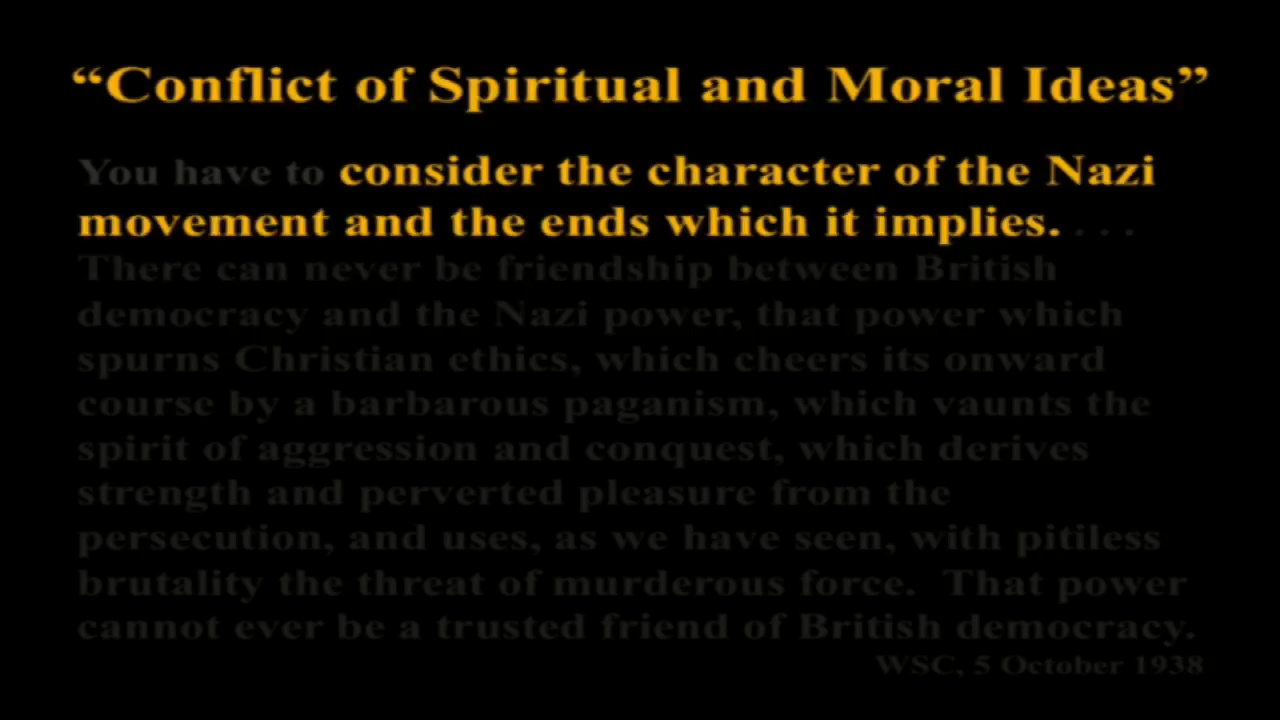 “Conflict of Spiritual and Moral Ideas”
You have to consider the character of the Nazi
movement and the ends which it implies. . . .
There can never be friendship between British
democracy and the Nazi power, that power which
spurns Christian ethics, which cheers its onward
course by a barbarous paganism, which vaunts the
spirit of aggression and conquest, which derives
strength and perverted pleasure from the
persecution, and uses, as we have seen, with pitiless
brutality the threat of murderous force.  That power
cannot ever be a trusted friend of British democracy.
WSC, 5 October 1938